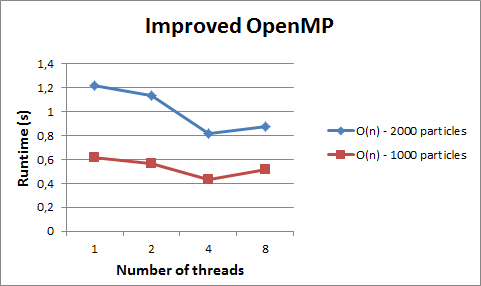 Improved OpenMP
1,4
1,2
1
0,8
0,6
0,4
0,2
0
Runtime (s)
1 2 4 8
Number of threads
O(n) - 2000 particles
O(n) - 1000 particles